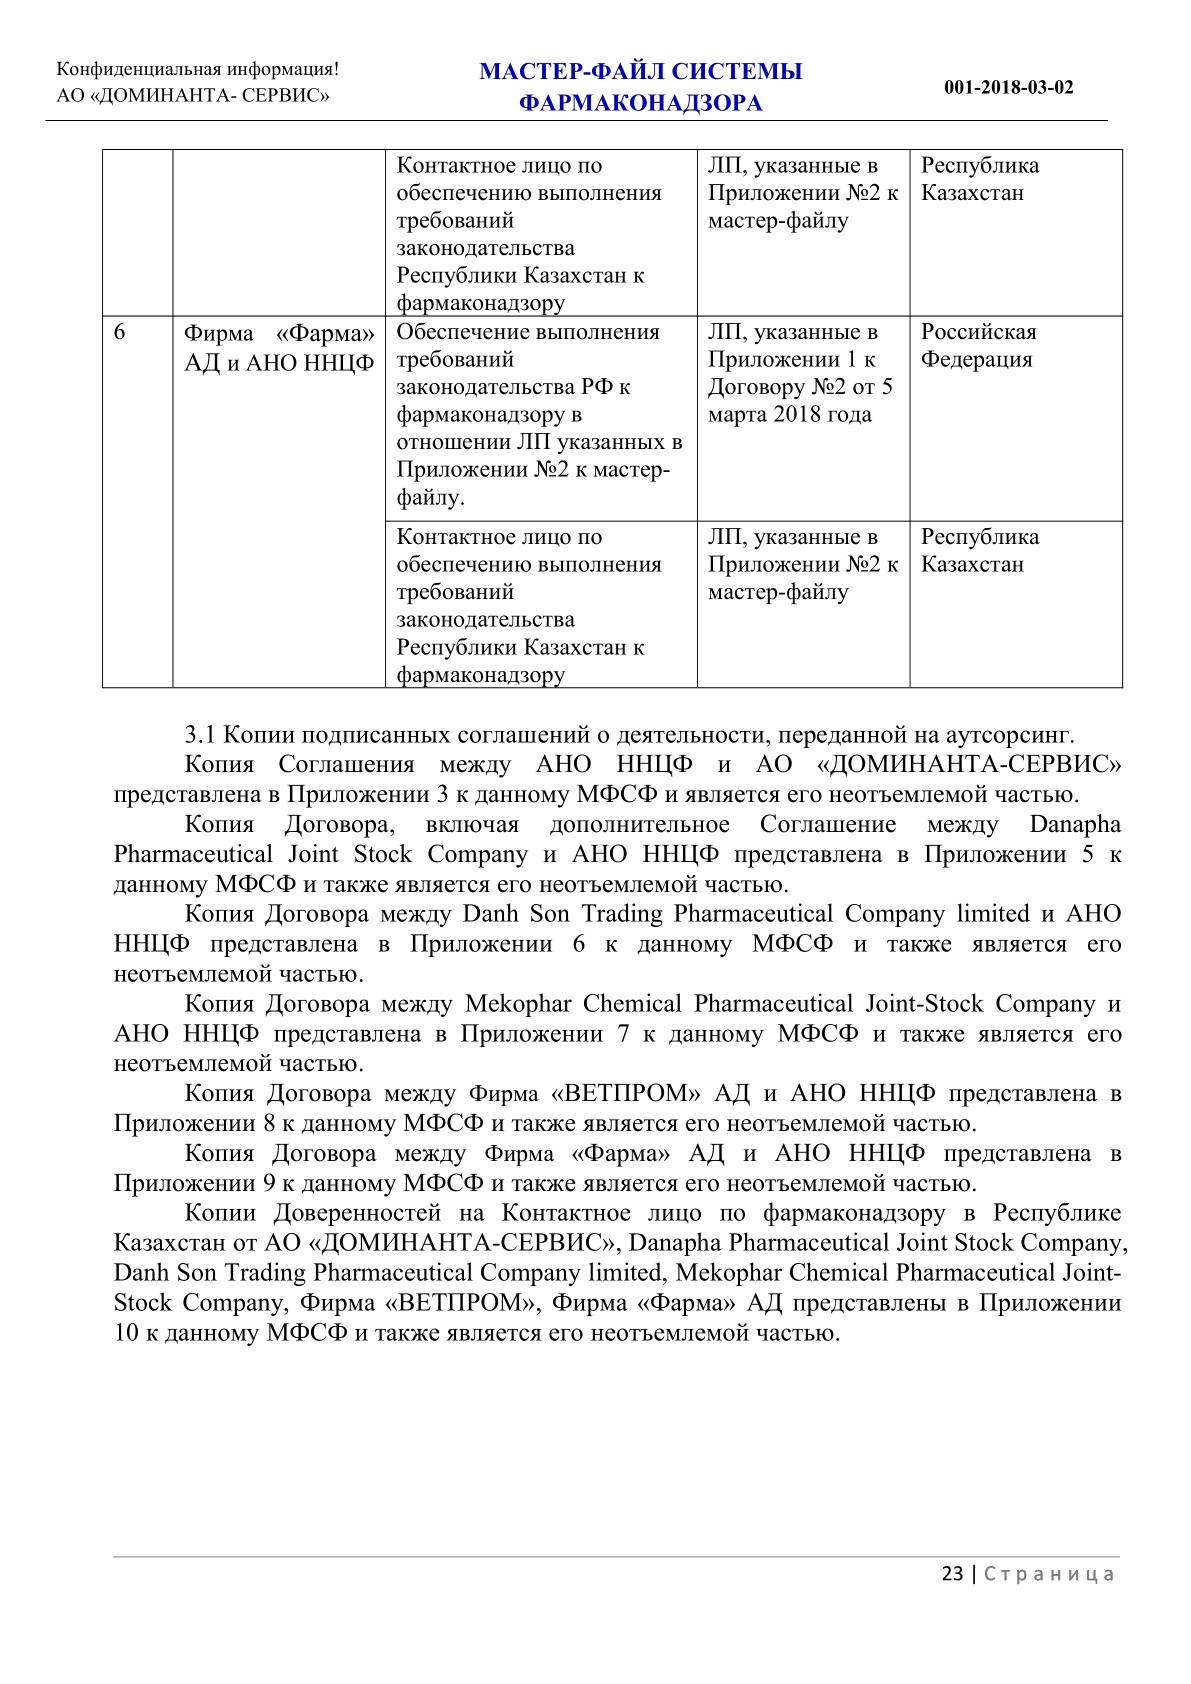 Конфиденциальная информация!
АО «ДОМИНАНТА- СЕРВИС»
МАСТЕР-ФАЙЛ СИСТЕМЫ
ФАРМАКОНАДЗОРА
001-2018-03-02
Контактное лицо по
обеспечению выполнения
требований
законодательства
Республики Казахстан к
фармаконадзору
ЛП, указанные в
Приложении №2 к
мастер-файлу
Республика
Казахстан
6
Фирма «Фарма»
АД и АНО ННЦФ
Обеспечение выполнения
требований
законодательства РФ к
фармаконадзору в
отношении ЛП указанных в
Приложении №2 к мастер-
файлу.
ЛП, указанные в
Приложении 1 к
Договору №2 от 5
марта 2018 года
Российская
Федерация
Контактное лицо по
обеспечению выполнения
требований
законодательства
Республики Казахстан к
фармаконадзору
ЛП, указанные в
Приложении №2 к
мастер-файлу
Республика
Казахстан
3.1 Копии подписанных соглашений о деятельности, переданной на аутсорсинг.
Копия Соглашения между АНО ННЦФ и АО «ДОМИНАНТА-СЕРВИС»
представлена в Приложении 3 к данному МФСФ и является его неотъемлемой частью.
Копия Договора, включая дополнительное Соглашение между Danapha
Pharmaceutical Joint Stock Company и АНО ННЦФ представлена в Приложении 5 к
данному МФСФ и также является его неотъемлемой частью.
Копия Договора между Danh Son Trading Pharmaceutical Company limited и АНО
ННЦФ представлена в Приложении 6 к данному МФСФ и также является его
неотъемлемой частью.
Копия Договора между Mekophar Chemical Pharmaceutical Joint-Stock Company и
АНО ННЦФ представлена в Приложении 7 к данному МФСФ и также является его
неотъемлемой частью.
Копия Договора между Фирма «ВЕТПРОМ» АД и АНО ННЦФ представлена в
Приложении 8 к данному МФСФ и также является его неотъемлемой частью.
Копия Договора между Фирма «Фарма» АД и АНО ННЦФ представлена в
Приложении 9 к данному МФСФ и также является его неотъемлемой частью.
Копии Доверенностей на Контактное лицо по фармаконадзору в Республике
Казахстан от АО «ДОМИНАНТА-СЕРВИС», Danapha Pharmaceutical Joint Stock Company,
Danh Son Trading Pharmaceutical Company limited, Mekophar Chemical Pharmaceutical Joint-
Stock Company, Фирма «ВЕТПРОМ», Фирма «Фарма» АД представлены в Приложении
10 к данному МФСФ и также является его неотъемлемой частью.
23 | Страница